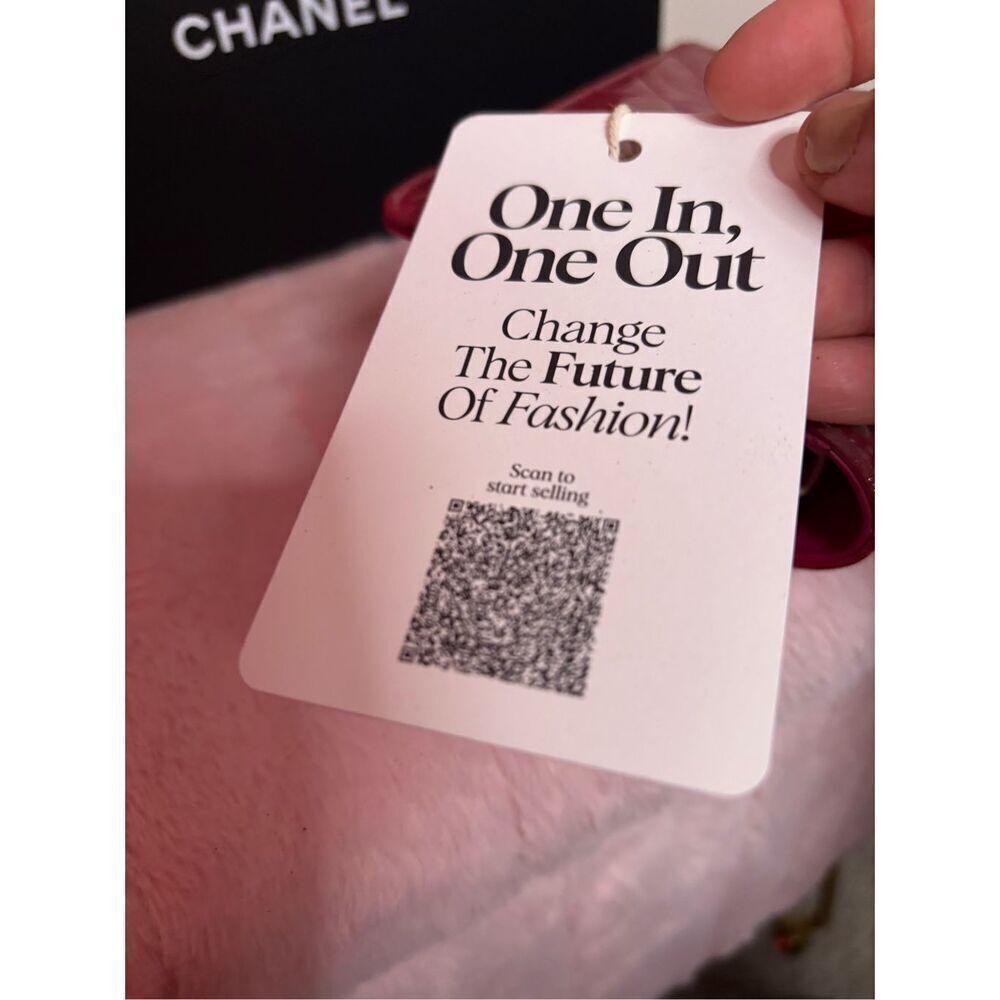 CHANEL
One In,
One Out
Change
The Future
Of Fashion!
Scan to
start selling